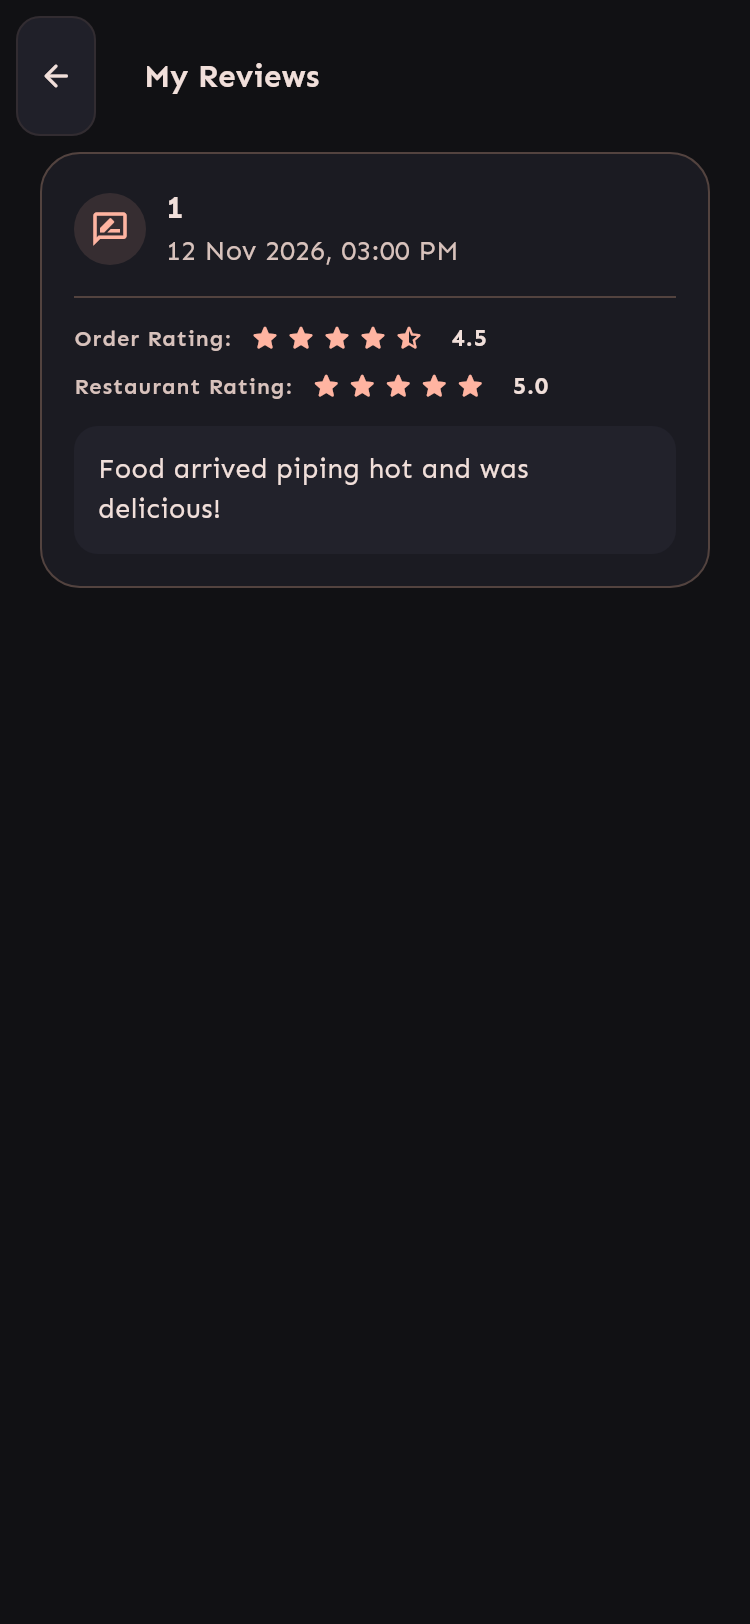 My Reviews
1
12 Nov 2026, 03:00 PM
Order Rating: 4.5
Restaurant Rating: 5.0
Food arrived piping hot and was
delicious!